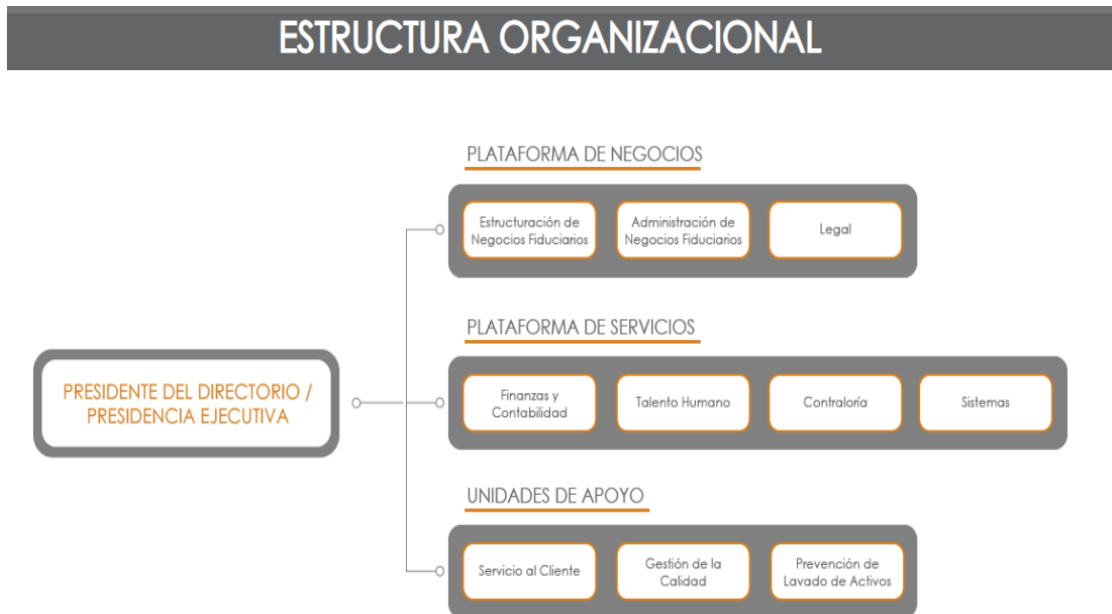 ESTRUCTURA ORGANIZACIONAL
PRESIDENTE DEL DIRECTORIO /
PRESIDENCIA EJECUTIVA
PLATAFORMA DE NEGOCIOS
Estructuración de
Negocios Fiduciarios
Administración de
Negocios Fiduciarios
Legal
PLATAFORMA DE SERVICIOS
Finanzas y
Contabilidad
Talento Humano
Contraloría
Sistemas
UNIDADES DE APOYO
Servicio al Cliente
Gestión de la
Calidad
Prevención de
Lavado de Activos